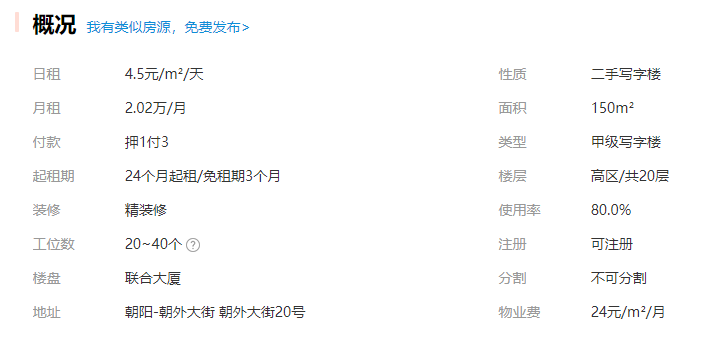 概况 我有类似房源，免费发布>
日租 4.5元/m²/天 性质 二手写字楼
月租 2.02万/月 面积 150m²
付款 押1付3 类型 甲级写字楼
起租期 24个月起租/免租期3个月 楼层 高区/共20层
装修 精装修 使用率 80.0%
工位数 20~40个 ? 注册 可注册
楼盘 联合大厦 分割 不可分割
地址 朝阳-朝外大街 朝外大街20号 物业费 24元/m²/月